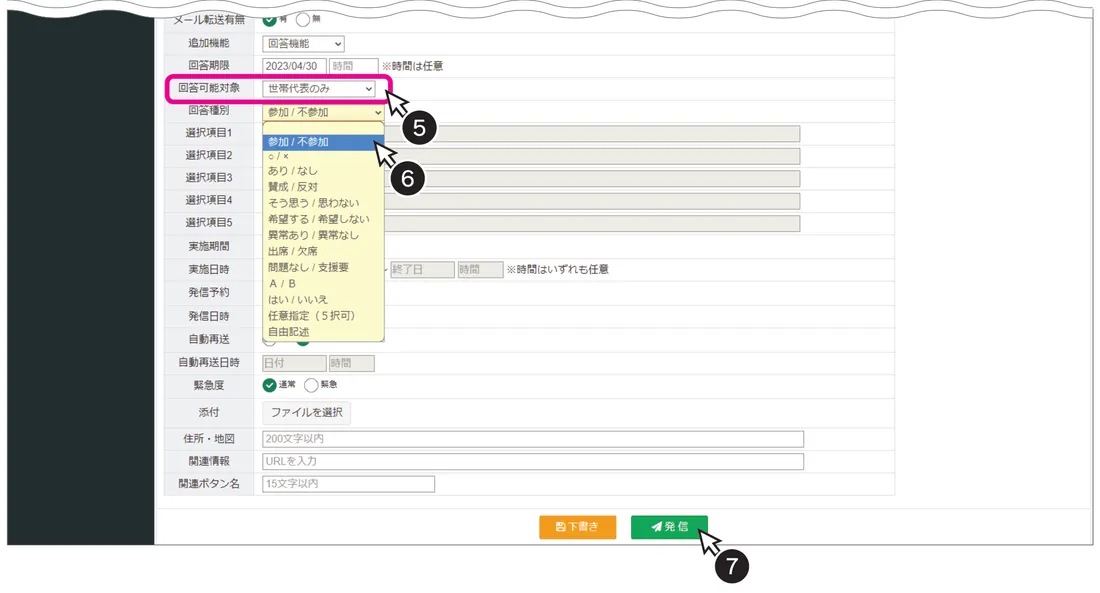 メール転送有無 有 無
追加機能 回答機能
回答期限 2023/04/30 時間 ※時間は任意
回答可能対象 世帯代表のみ
5
回答種別 参加 / 不参加
選択項目1
参加 / 不参加
6
選択項目2
○ / ×
選択項目3
あり / なし
賛成 / 反対
選択項目4
そう思う / 思わない
選択項目5
希望する / 希望しない
異常あり / 異常なし
実施期間
出席 / 欠席
実施日時
問題なし / 支援要
終了日 時間 ※時間はいずれも任意
A / B
発信予約
はい / いいえ
発信日時
任意指定（５択可）
自由記述
自動再送
自動再送日時 日付 時間
緊急度 通常 緊急
添付 ファイルを選択
住所・地図 200文字以内
関連情報 URLを入力
関連ボタン名 15文字以内
下書き 発信
7